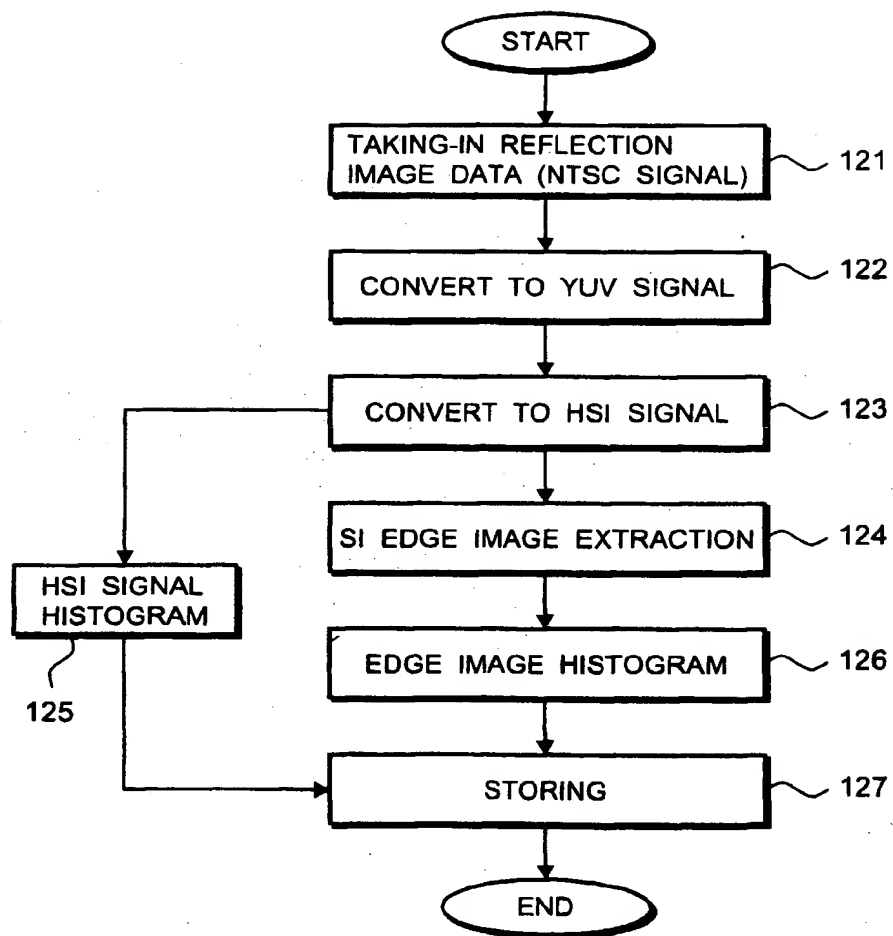 START
TAKING-IN REFLECTION
IMAGE DATA (NTSC SIGNAL)
121
CONVERT TO YUV SIGNAL
122
CONVERT TO HSI SIGNAL
123
SI EDGE IMAGE EXTRACTION
124
HSI SIGNAL
HISTOGRAM
125
EDGE IMAGE HISTOGRAM
126
STORING
127
END